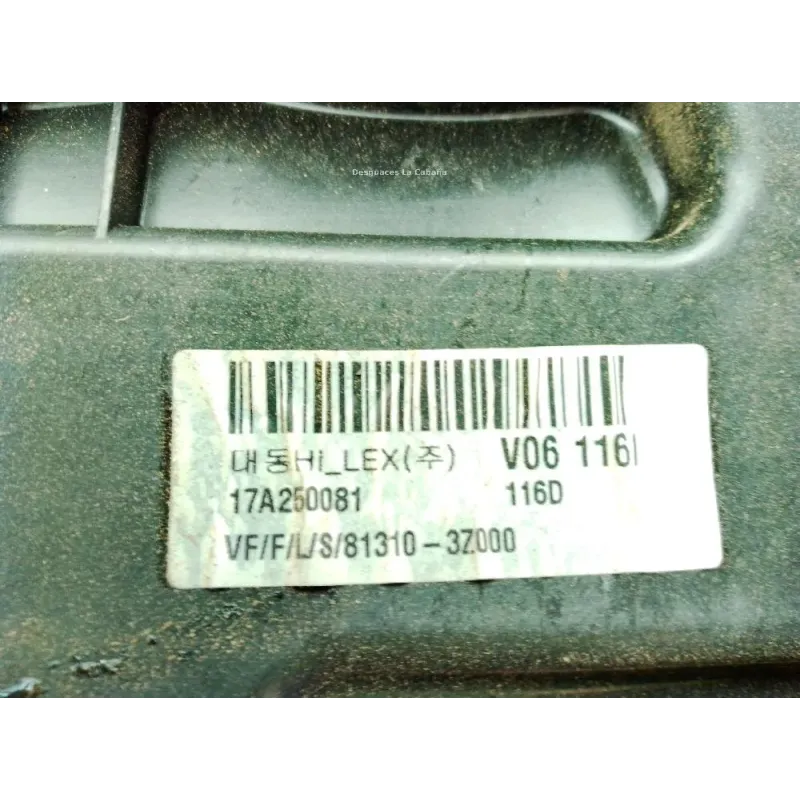 Desguaces La Cabaña
대동Hi_LEX(주) V06 116
17A250081 116D
VF/F/L/S/81310-3Z000